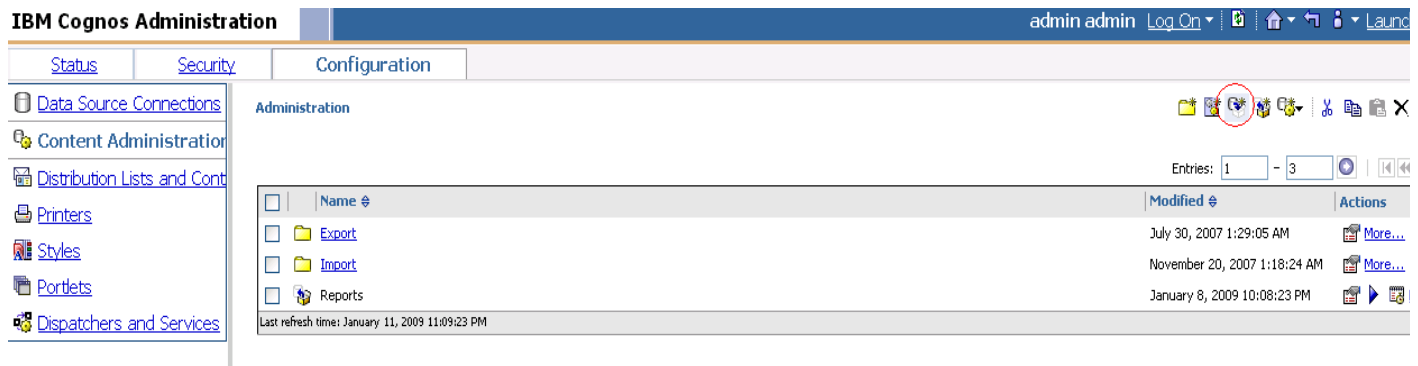 IBM Cognos Administration
admin admin Log On Launc
Status Security Configuration
Data Source Connections
Content Administration
Distribution Lists and Cont
Printers
Styles
Portlets
Dispatchers and Services
Administration
Entries: 1 - 3
Name Modified Actions
Export July 30, 2007 1:29:05 AM More...
Import November 20, 2007 1:18:24 AM More...
Reports January 8, 2009 10:08:23 PM
Last refresh time: January 11, 2009 11:09:23 PM